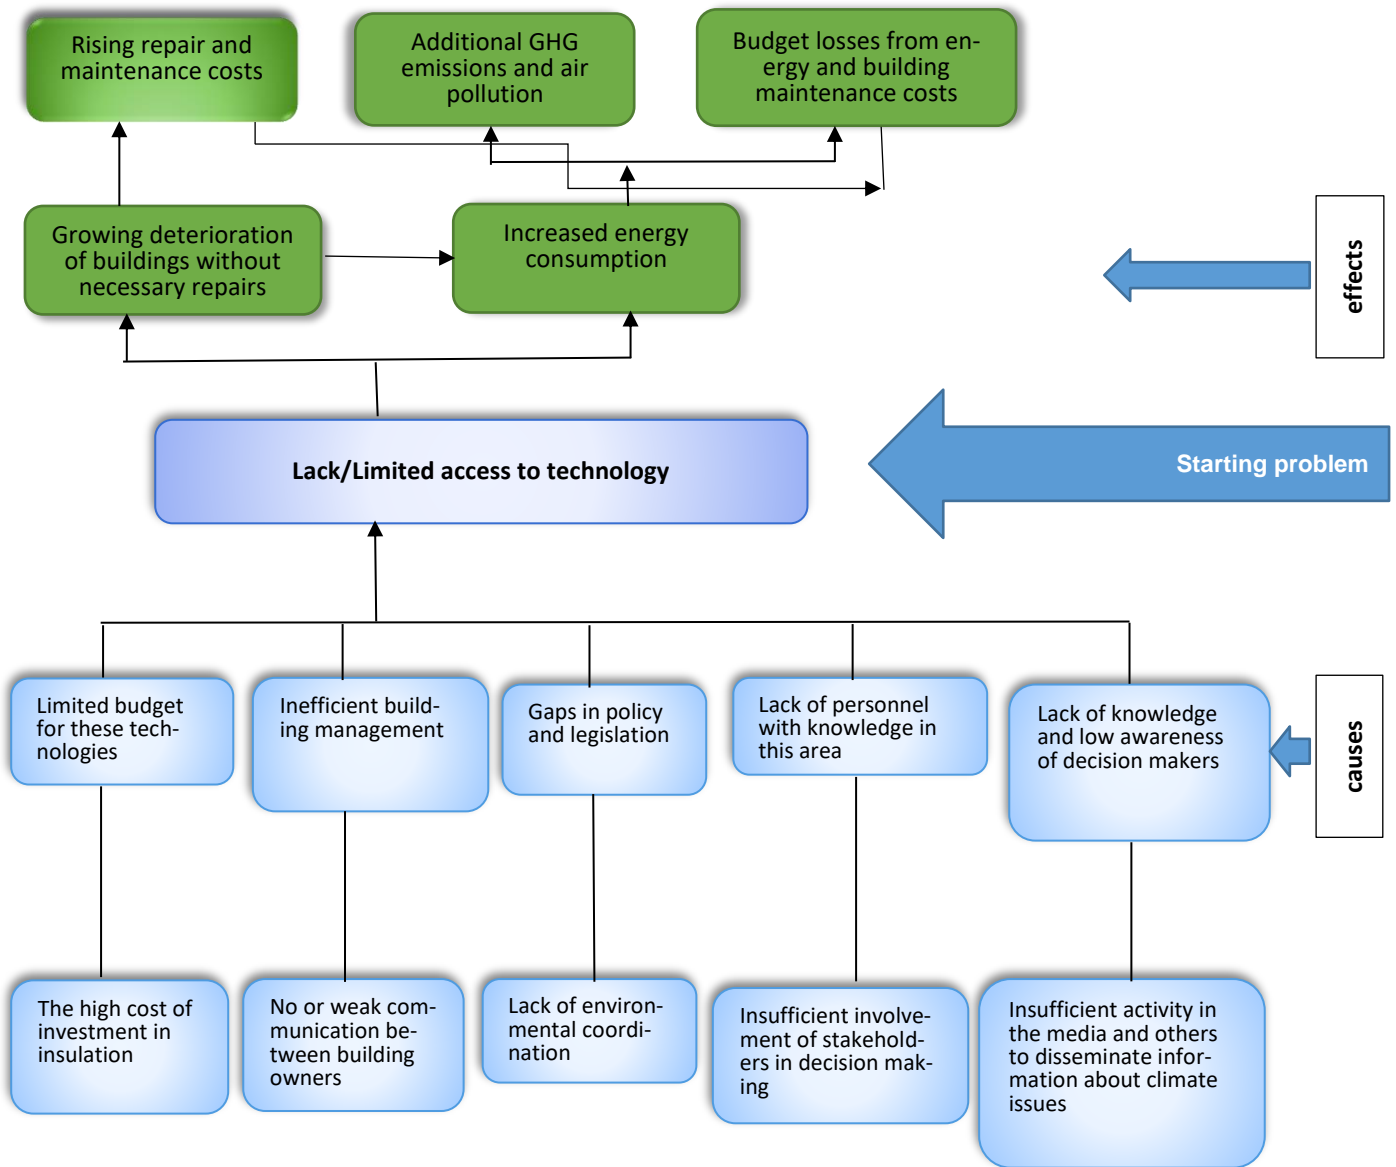 Rising repair and
maintenance costs
Additional GHG
emissions and air
pollution
Budget losses from en-
ergy and building
maintenance costs
Growing deterioration
of buildings without
necessary repairs
Increased energy
consumption
effects
Lack/Limited access to technology
Starting problem
Limited budget
for these tech-
nologies
Inefficient build-
ing management
Gaps in policy
and legislation
Lack of personnel
with knowledge in
this area
Lack of knowledge
and low awareness
of decision makers
causes
The high cost of
investment in
insulation
No or weak com-
munication be-
tween building
owners
Lack of environ-
mental coordi-
nation
Insufficient involve-
ment of stakehold-
ers in decision mak-
ing
Insufficient activity in
the media and others
to disseminate infor-
mation about climate
issues